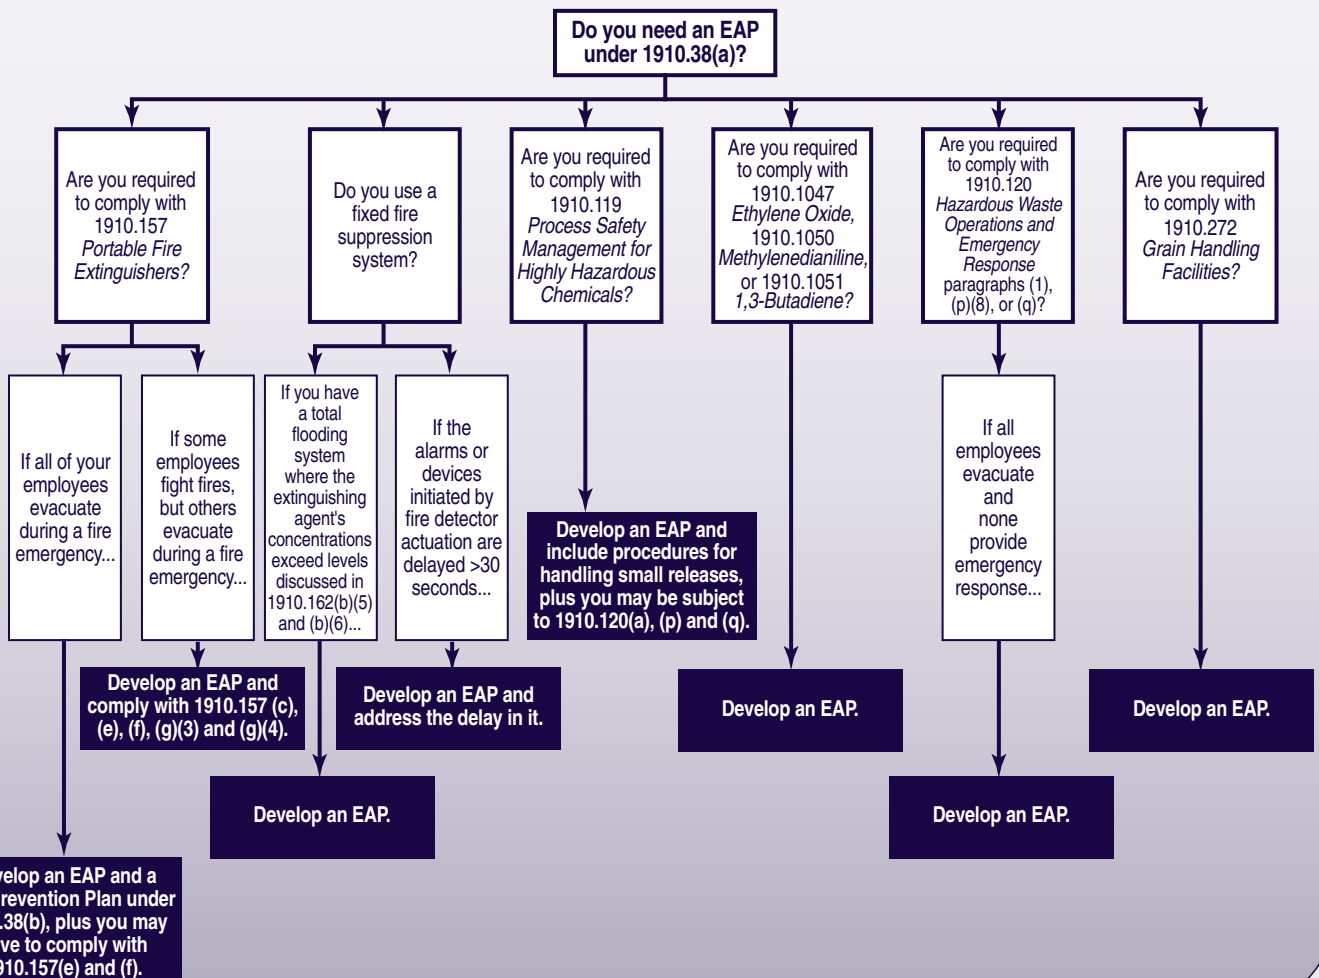 Do you need an EAP
under 1910.38(a)?
Are you required
to comply with
1910.157
Portable Fire
Extinguishers?
Do you use a
fixed fire
suppression
system?
Are you required
to comply with
1910.119
Process Safety
Management for
Highly Hazardous
Chemicals?
Are you required
to comply with
1910.1047
Ethylene Oxide,
1910.1050
Methylenedianiline,
or 1910.1051
1,3-Butadiene?
Are you required
to comply with
1910.120
Hazardous Waste
Operations and
Emergency
Response
paragraphs (1),
(p)(8), or (q)?
Are you required
to comply with
1910.272
Grain Handling
Facilities?
If all of your
employees
evacuate
during a fire
emergency...
If some
employees
fight fires,
but others
evacuate
during a fire
emergency...
If you have
a total
flooding
system
where the
extinguishing
agent's
concentrations
exceed levels
discussed in
1910.162(b)(5)
and (b)(6)...
If the
alarms or
devices
initiated by
fire detector
actuation are
delayed >30
seconds...
If all
employees
evacuate
and
none
provide
emergency
response...
Develop an EAP and
include procedures for
handling small releases,
plus you may be subject
to 1910.120(a), (p) and (q).
Develop an EAP and
comply with 1910.157 (c),
(e), (f), (g)(3) and (g)(4).
Develop an EAP and
address the delay in it.
Develop an EAP.
Develop an EAP.
Develop an EAP.
Develop an EAP.
velop an EAP and a
revention Plan under
.38(b), plus you may
ve to comply with
910.157(e) and (f).